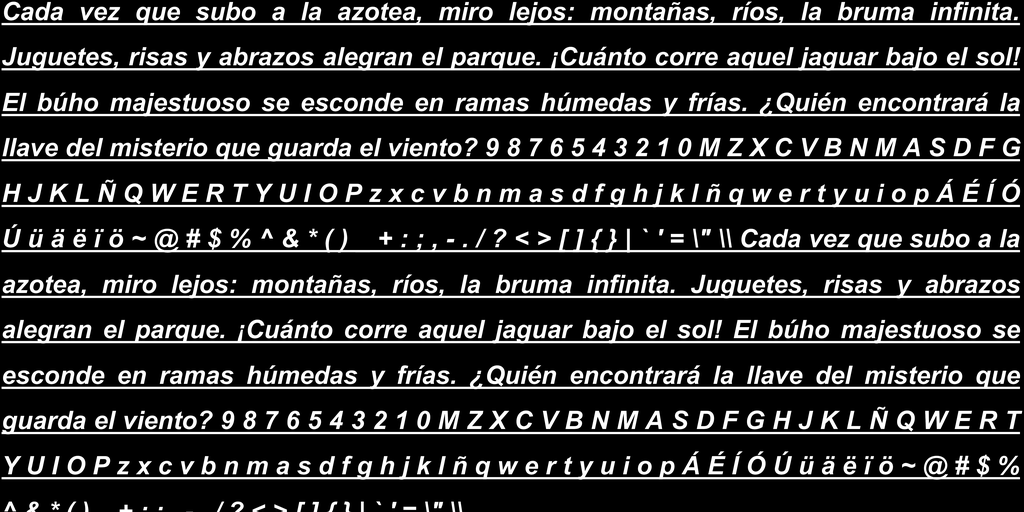 Cada vez que subo a la azotea, miro lejos: montañas, ríos, la bruma infinita.
Juguetes, risas y abrazos alegran el parque. ¡Cuánto corre aquel jaguar bajo el sol!
El búho majestuoso se esconde en ramas húmedas y frías. ¿Quién encontrará la
llave del misterio que guarda el viento? 9 8 7 6 5 4 3 2 1 0 M Z X C V B N M A S D F G
H J K L Ñ Q W E R T Y U I O P z x c v b n m a s d f g h j k l ñ q w e r t y u i o p Á É Í Ó
Ú ü ä ë ï ö ~ @ # $ % ^ & * ( ) _ + : ; , - . / ? < > [ ] { } | ` ' = \" \\ Cada vez que subo a la
azotea, miro lejos: montañas, ríos, la bruma infinita. Juguetes, risas y abrazos
alegran el parque. ¡Cuánto corre aquel jaguar bajo el sol! El búho majestuoso se
esconde en ramas húmedas y frías. ¿Quién encontrará la llave del misterio que
guarda el viento? 9 8 7 6 5 4 3 2 1 0 M Z X C V B N M A S D F G H J K L Ñ Q W E R T
Y U I O P z x c v b n m a s d f g h j k l ñ q w e r t y u i o p Á É Í Ó Ú ü ä ë ï ö ~ @ # $ %
^ & * ( ) _ + : ; , - . / ? < > [ ] { } | ` ' = \" \\